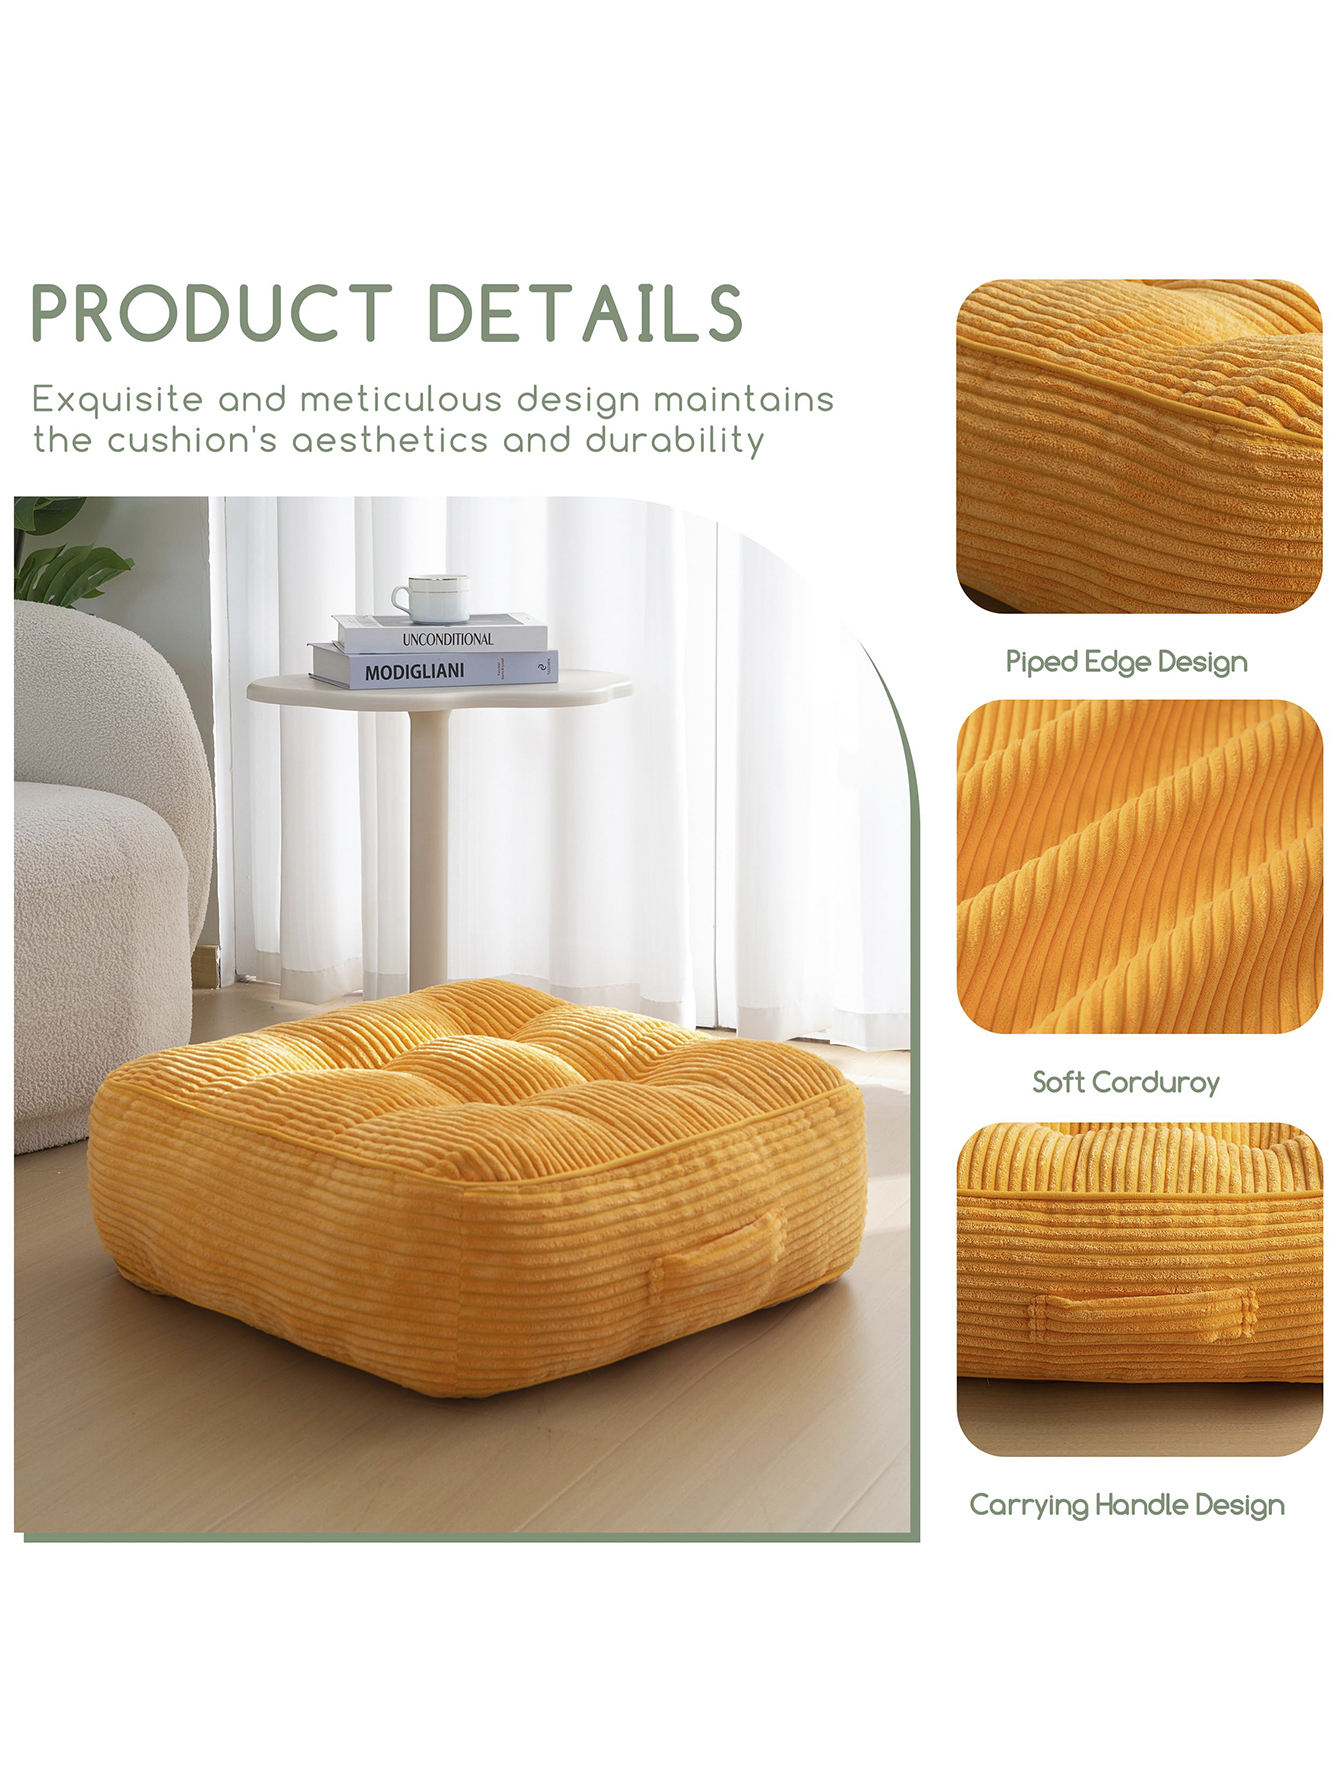 PRODUCT DETAILS
Exquisite and meticulous design maintains
the cushion's aesthetics and durability
UNCONDITIONAL
MODIGLIANI
Piped Edge Design
Soft Corduroy
Carrying Handle Design